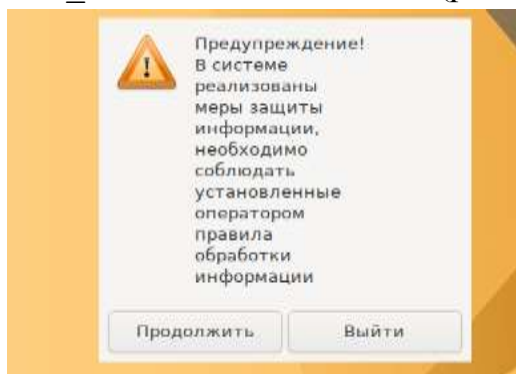 Предупреждение!
В системе
реализованы
меры защиты
информации,
необходимо
соблюдать
установленные
оператором
правила
обработки
информации
Продолжить Выйти